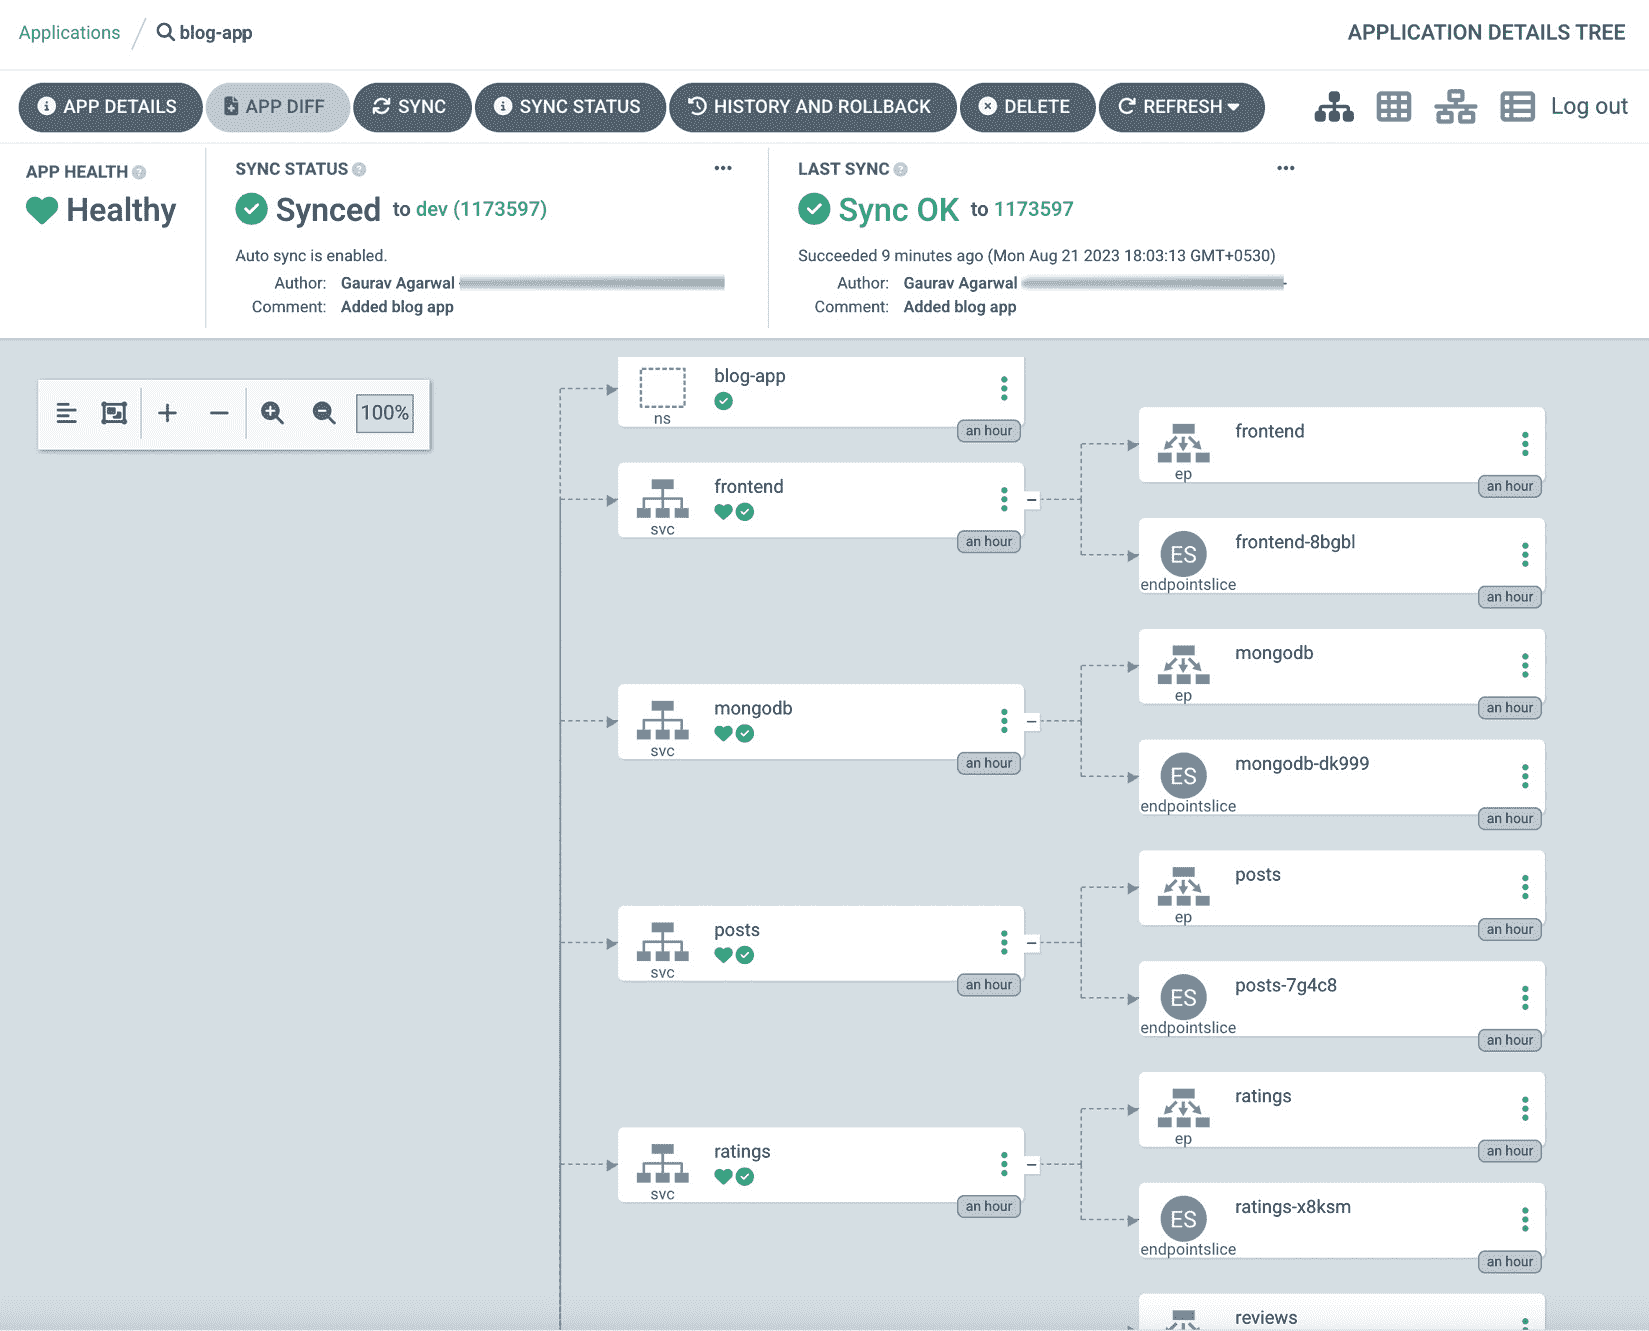 Applications / blog-app
APPLICATION DETAILS TREE
APP DETAILS APP DIFF SYNC SYNC STATUS HISTORY AND ROLLBACK DELETE REFRESH
Log out
APP HEALTH
Healthy
SYNC STATUS
Synced to dev (1173597)
Auto sync is enabled.
Author: Gaurav Agarwal
Comment: Added blog app
LAST SYNC
Sync OK to 1173597
Succeeded 9 minutes ago (Mon Aug 21 2023 18:03:13 GMT+0530)
Author: Gaurav Agarwal
Comment: Added blog app
100%
blog-app
ns
an hour
frontend
svc
an hour
frontend
ep
an hour
ES
frontend-8bgbl
endpointslice
an hour
mongodb
svc
an hour
mongodb
ep
an hour
ES
mongodb-dk999
endpointslice
an hour
posts
svc
an hour
posts
ep
an hour
ES
posts-7g4c8
endpointslice
an hour
ratings
svc
an hour
ratings
ep
an hour
ES
ratings-x8ksm
endpointslice
an hour
reviews